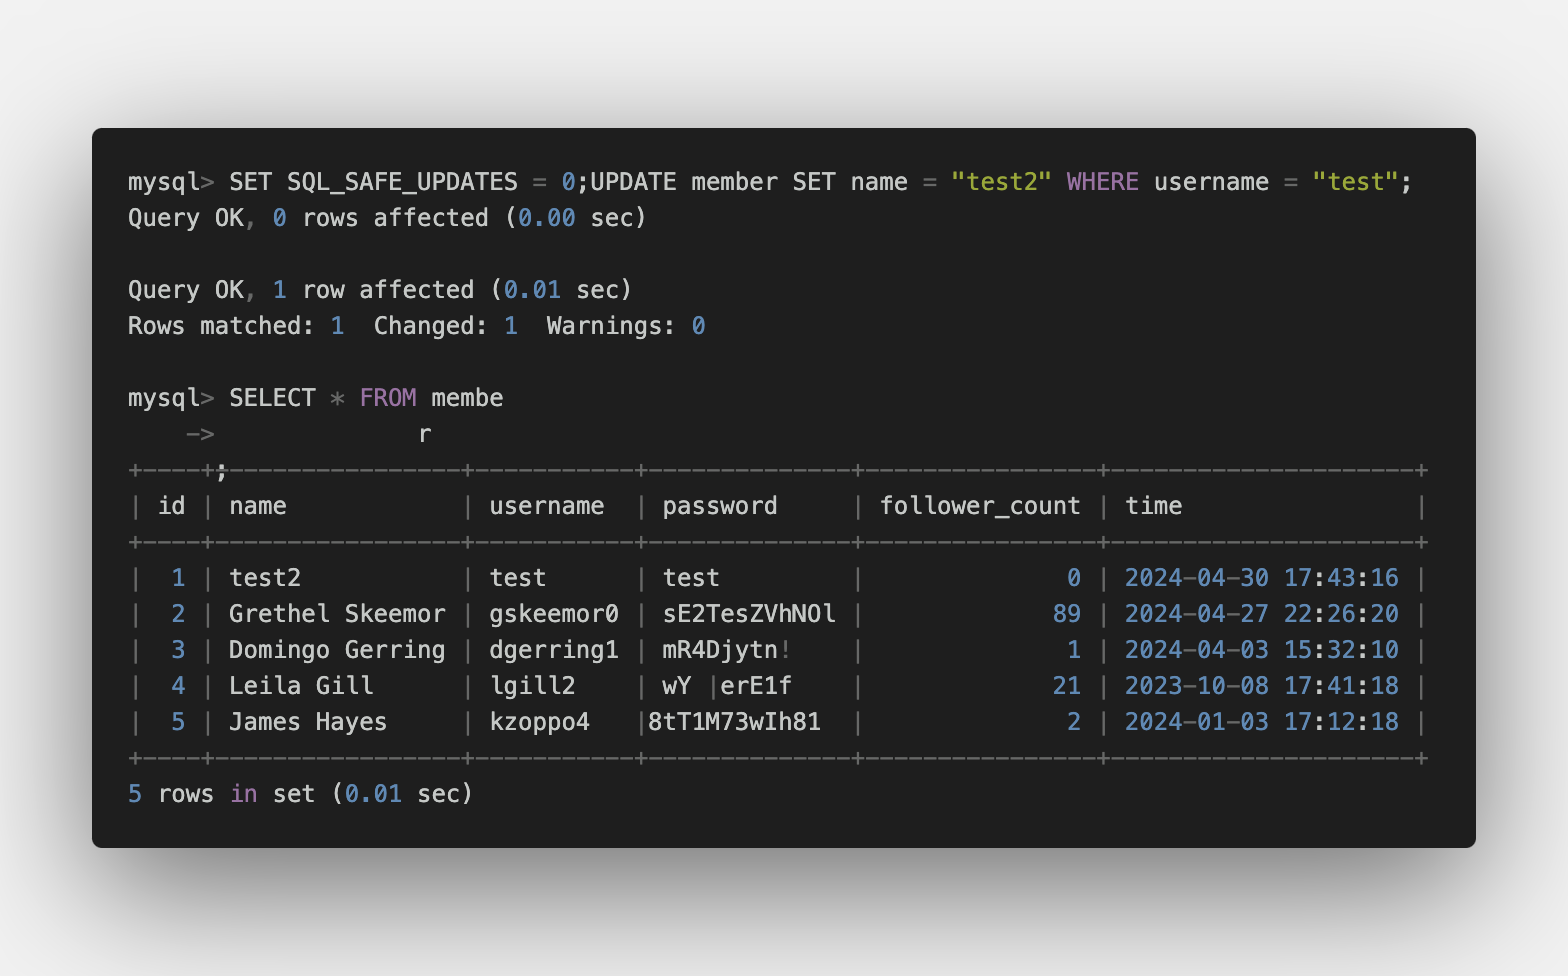 mysql> SET SQL_SAFE_UPDATES = 0;UPDATE member SET name = "test2" WHERE username = "test";
Query OK, 0 rows affected (0.00 sec)

Query OK, 1 row affected (0.01 sec)
Rows matched: 1  Changed: 1  Warnings: 0

mysql> SELECT * FROM membe
    ->              r
+----+;----------------+-----------+--------------+----------------+---------------------+
| id | name            | username  | password     | follower_count | time                |
+----+-----------------+-----------+--------------+----------------+---------------------+
|  1 | test2           | test      | test         |              0 | 2024-04-30 17:43:16 |
|  2 | Grethel Skeemor | gskeemor0 | sE2TesZVhNOl |             89 | 2024-04-27 22:26:20 |
|  3 | Domingo Gerring | dgerring1 | mR4Djytn!    |              1 | 2024-04-03 15:32:10 |
|  4 | Leila Gill      | lgill2    | wY |erE1f    |             21 | 2023-10-08 17:41:18 |
|  5 | James Hayes     | kzoppo4   |8tT1M73wIh81  |              2 | 2024-01-03 17:12:18 |
+----+-----------------+-----------+--------------+----------------+---------------------+
5 rows in set (0.01 sec)